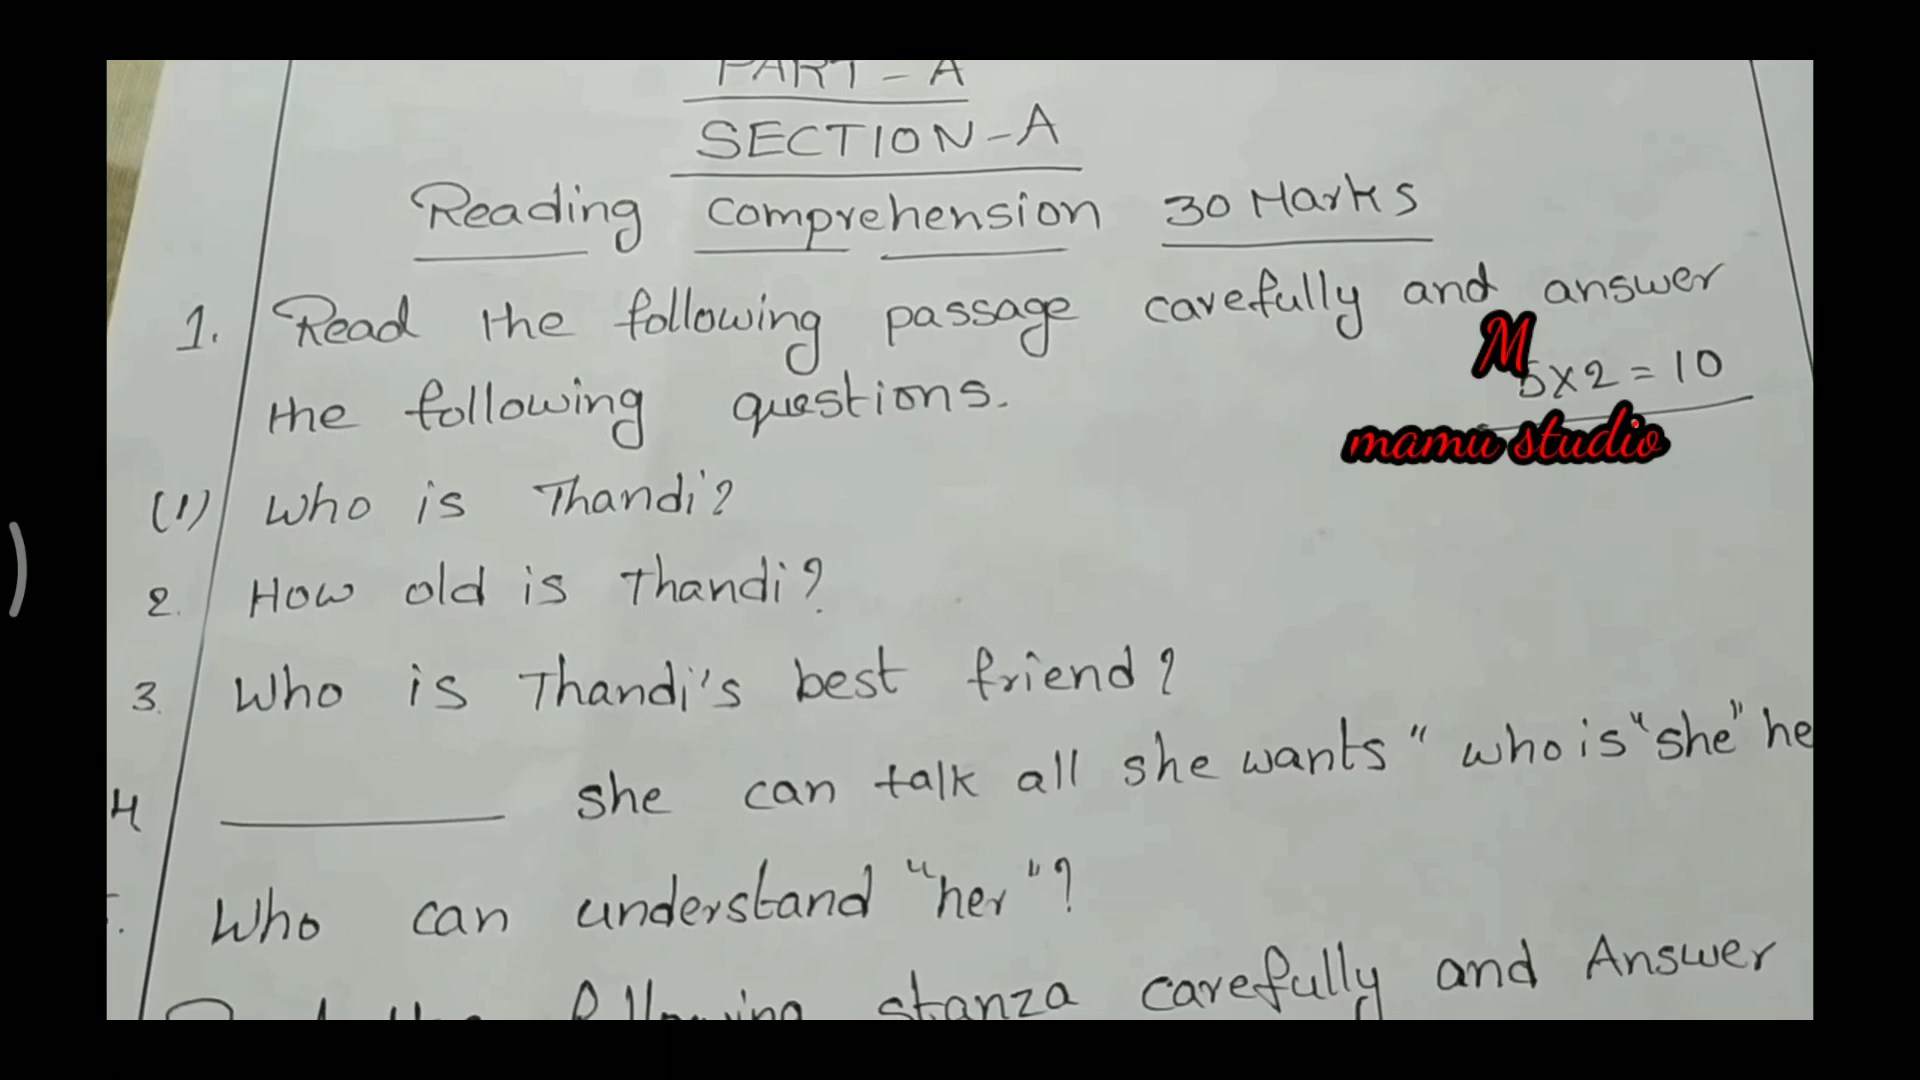 PART - A
SECTION - A
Reading comprehension 30 Marks
1. Read the following passage carefully and answer
the following questions. 5x2=10
M
mamu studio
(1) Who is Thandi?
2. How old is Thandi?
3. Who is Thandi's best friend?
4 ________ she can talk all she wants" who is "she" he
Who can understand "her"?
following stanza carefully and Answer